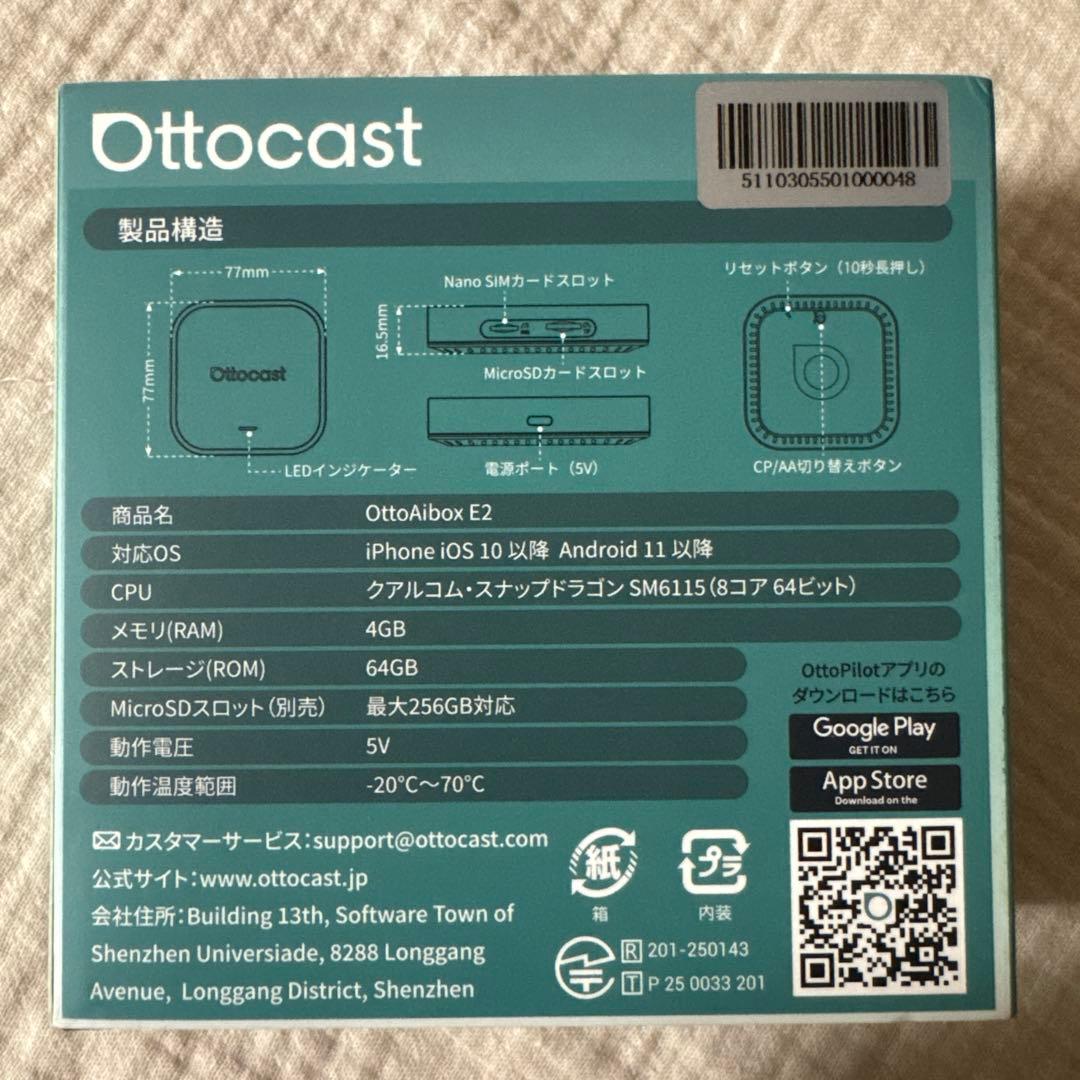 Ottocast
5110305501000048
製品構造
77mm
77mm
Ottocast
LEDインジケーター
Nano SIMカードスロット
16.5mm
MicroSDカードスロット
電源ポート（5V）
リセットボタン（10秒長押し）
CP/AA切り替えボタン
商品名 OttoAibox E2
対応OS iPhone iOS 10 以降 Android 11 以降
CPU クアルコム・スナップドラゴン SM6115（8コア 64ビット）
メモリ(RAM) 4GB
ストレージ(ROM) 64GB
MicroSDスロット（別売） 最大256GB対応
動作電圧 5V
動作温度範囲 -20℃～70℃
OttoPilotアプリの
ダウンロードはこちら
Google Play
GET IT ON
App Store
Download on the
カスタマーサービス：support@ottocast.com
公式サイト：www.ottocast.jp
会社住所：Building 13th, Software Town of
Shenzhen Universiade, 8288 Longgang
Avenue, Longgang District, Shenzhen
紙
箱
プラ
内装
R 201-250143
T P 25 0033 201